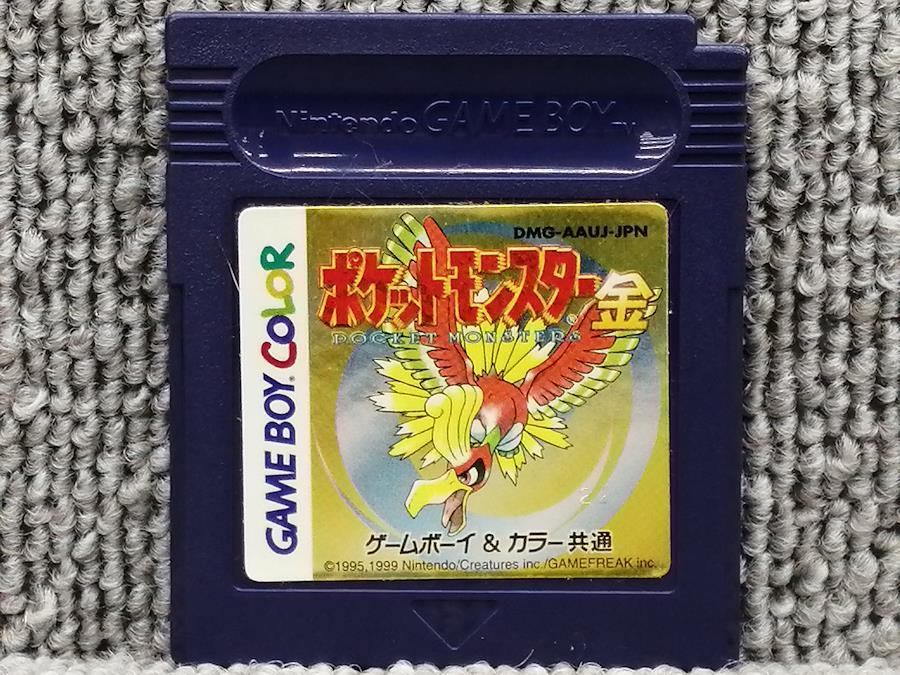 Nintendo GAME BOY TM
GAME BOY COLOR
DMG-AAUJ-JPN
ポケットモンスター 金
POCKET MONSTERS
22
ゲームボーイ & カラー共通
©1995,1999 Nintendo/Creatures inc./GAMEFREAK inc.